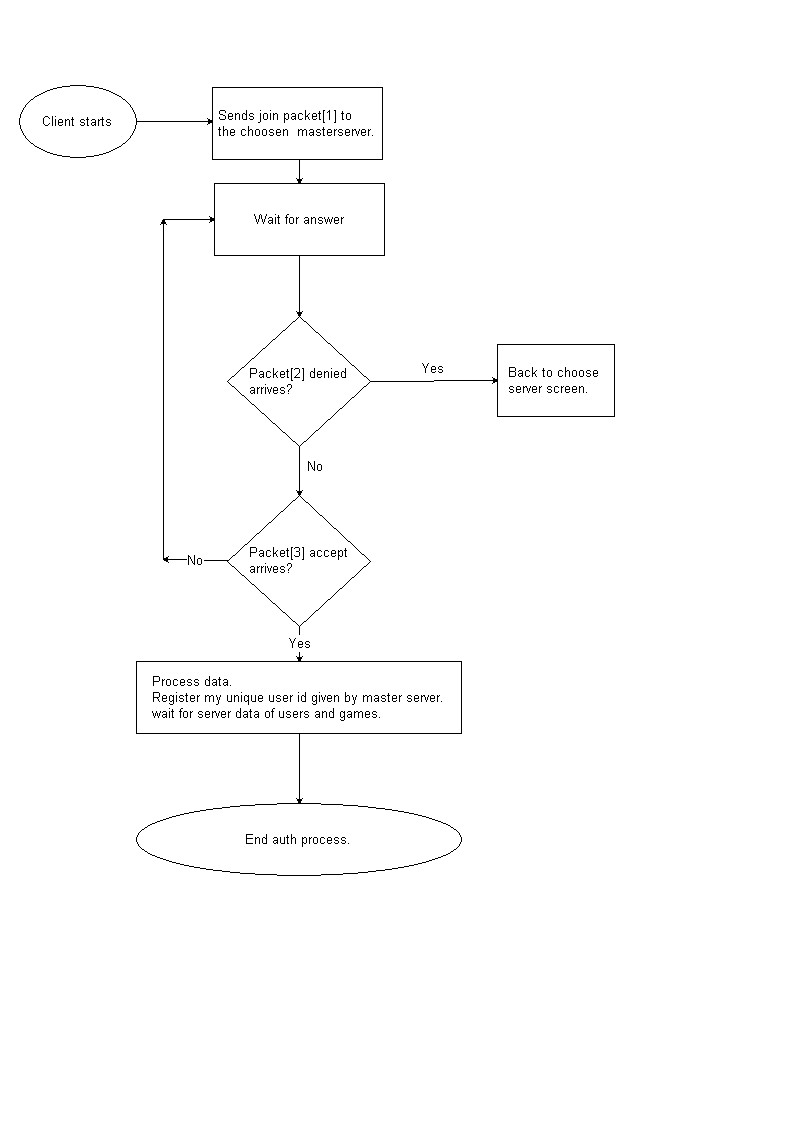 Client starts
Sends join packet[1] to
the choosen masterserver.
Wait for answer
Packet[2] denied
arrives?
Yes
Back to choose
server screen.
No
Packet[3] accept
arrives?
No
Yes
Process data.
Register my unique user id given by master server.
wait for server data of users and games.
End auth process.